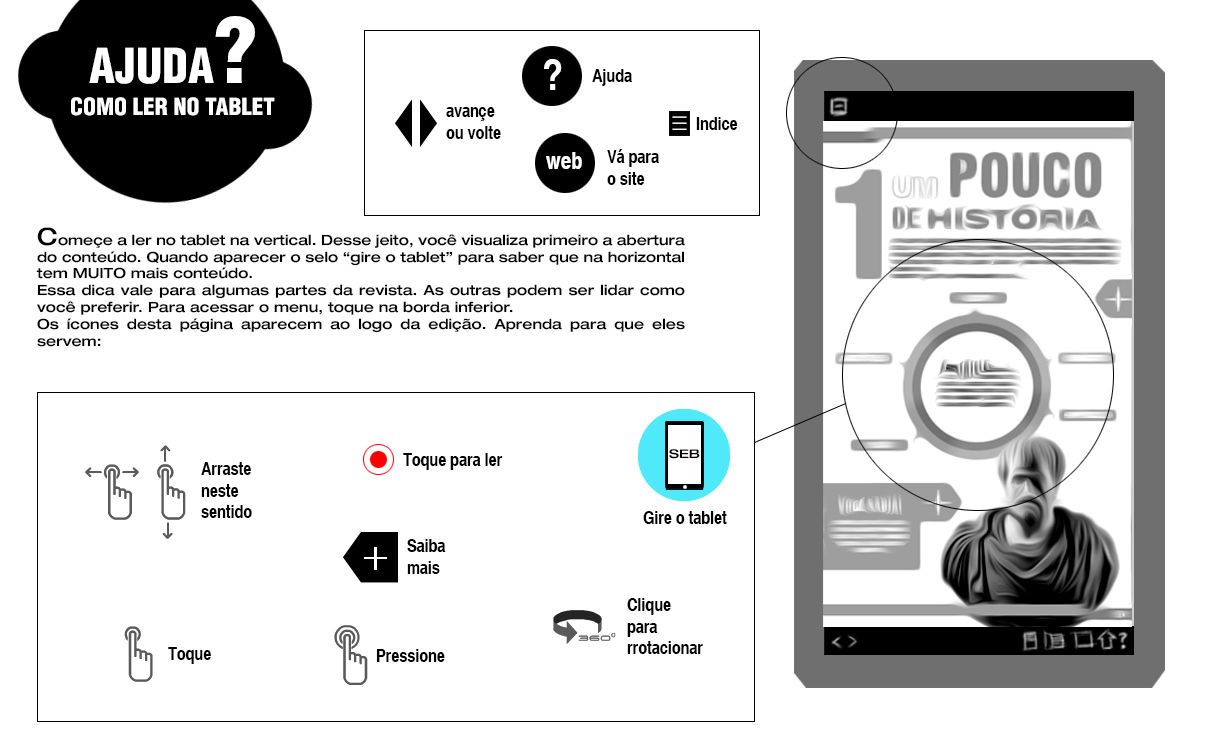 AJUDA?
COMO LER NO TABLET
avançe
ou volte
?
Ajuda
Indice
web
Vá para
o site
Começe a ler no tablet na vertical. Desse jeito, você visualiza primeiro a abertura
do conteúdo. Quando aparecer o selo “gire o tablet” para saber que na horizontal
tem MUITO mais conteúdo.
Essa dica vale para algumas partes da revista. As outras podem ser lidar como
você preferir. Para acessar o menu, toque na borda inferior.
Os ícones desta página aparecem ao logo da edição. Aprenda para que eles
servem:
Arraste
neste
sentido
Toque para ler
SEB
Gire o tablet
Saiba
mais
Toque
Pressione
360°
Clique
para
rrotacionar
1 UM POUCO
DE HISTÓRIA
< >
?